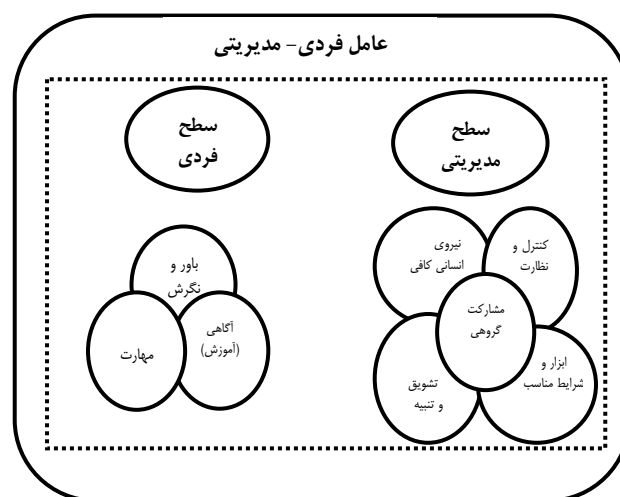 عامل فردی- مدیریتی
سطح
مدیریتی
سطح
فردی
کنترل و
نظارت
نیروی
انسانی کافی
مشارکت
گروهی
ابزار و
شرایط مناسب
تشویق
و تنبیه
باور و
نگرش
آگاهی
(آموزش)
مهارت